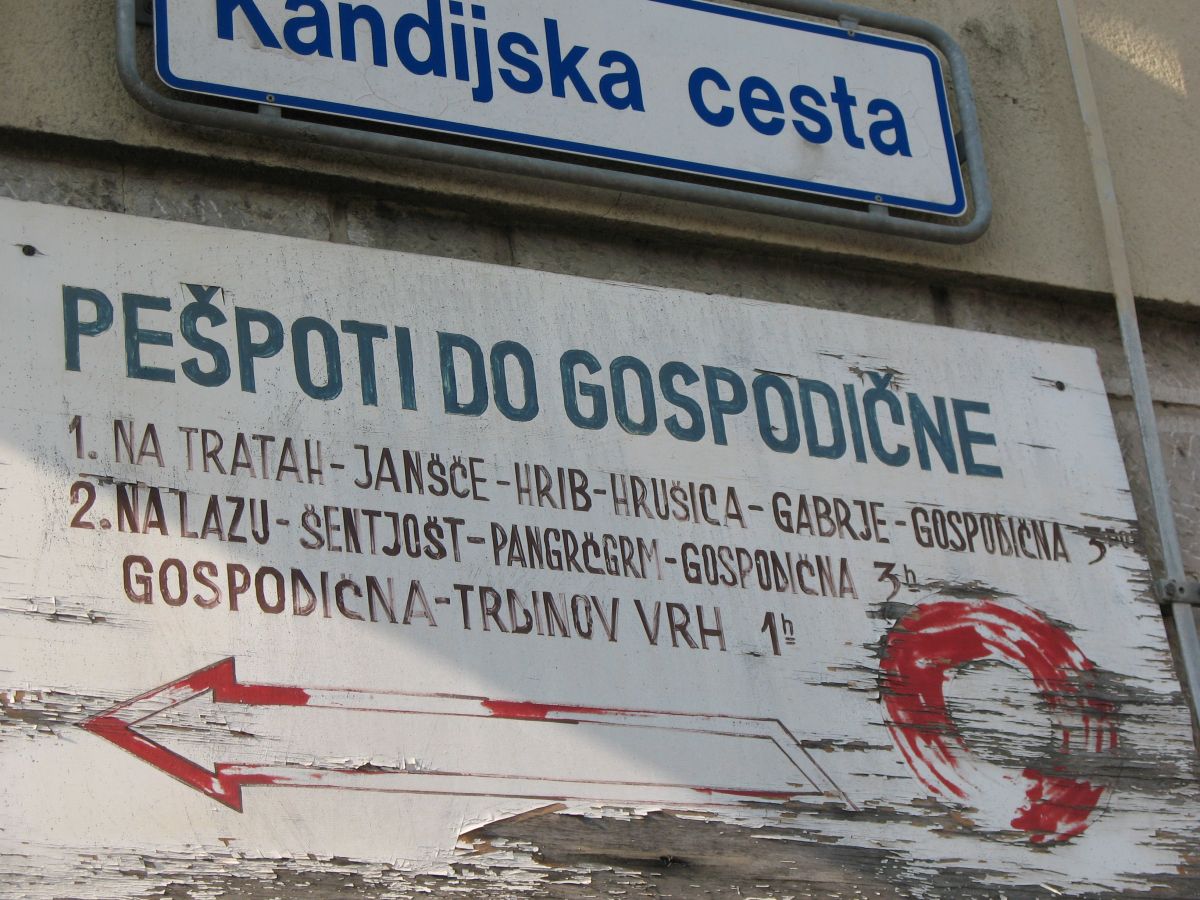 Kandijska cesta
PEŠPOTI DO GOSPODIČNE
1. NA TRATAH-JANŠČE-HRIB-HRUŠICA-GABRJE-GOSPODIČNA
2. NA LAZU-ŠENTJOŠT-PANGRČGRM-GOSPODIČNA 3h
GOSPODIČNA-TRDINOV VRH 1h